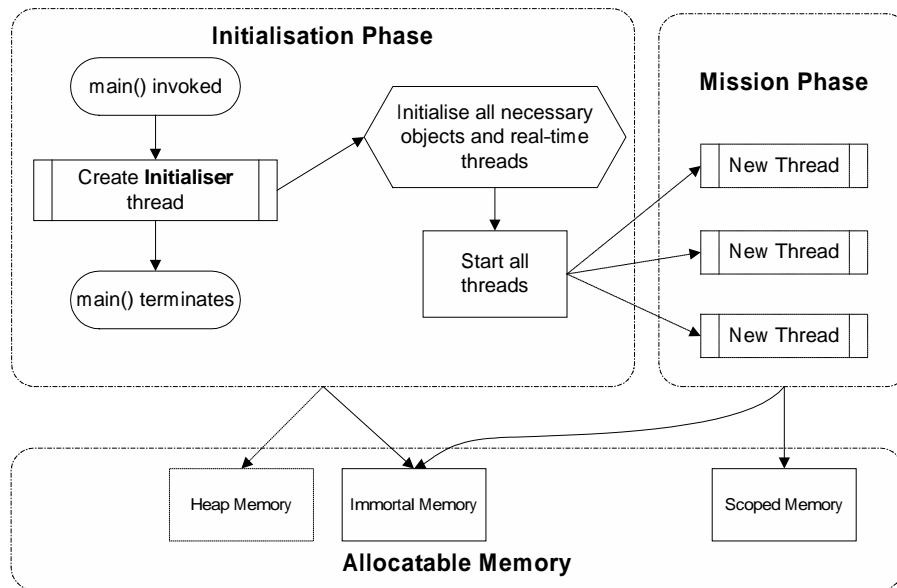 Initialisation Phase
main() invoked
Create Initialiser
thread
main() terminates
Initialise all necessary
objects and real-time
threads
Start all
threads
Mission Phase
New Thread
New Thread
New Thread
Heap Memory
Immortal Memory
Scoped Memory
Allocatable Memory